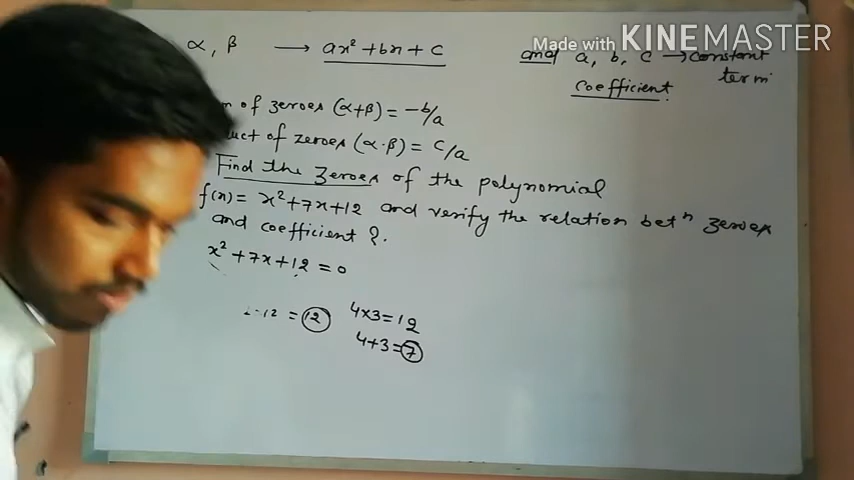 Made with KINEMASTER
α, β → ax² + bx + c and a, b, c → constant
term
coefficient
of zeroes (α+β) = -b/a
of zeroes (α·β) = c/a
Find the zeroes of the polynomial
f(x) = x² + 7x + 12 and verify the relation betⁿ zeroes
and coefficient ?.
x² + 7x + 12 = 0
12 = 12 4×3 = 12
4+3 = 7